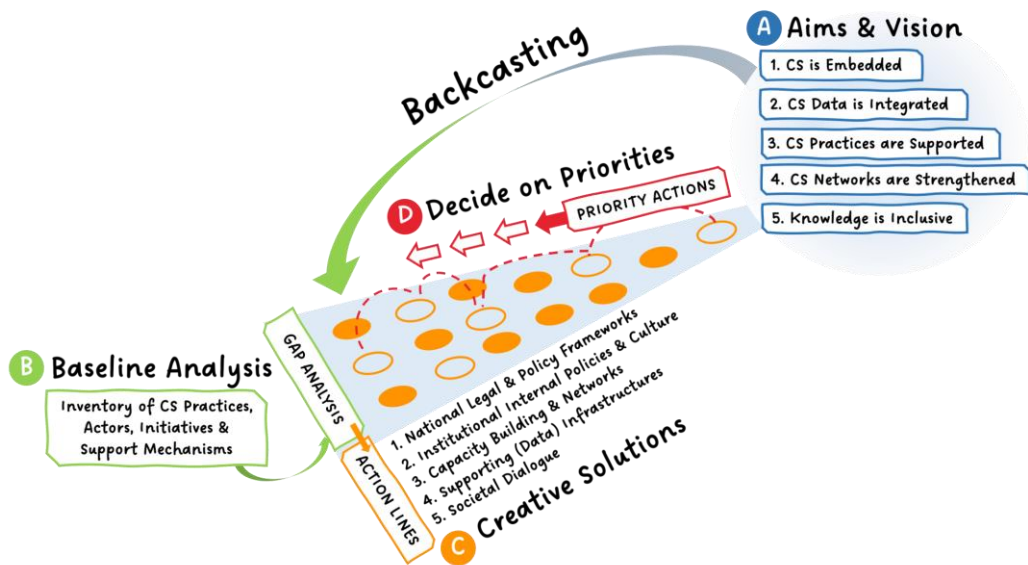 A Aims & Vision
1. CS is Embedded
2. CS Data is Integrated
3. CS Practices are Supported
4. CS Networks are Strengthened
5. Knowledge is Inclusive
Backcasting
D Decide on Priorities
PRIORITY ACTIONS
B Baseline Analysis
Inventory of CS Practices,
Actors, Initiatives &
Support Mechanisms
GAP ANALYSIS
ACTION LINES
1. National Legal & Policy Frameworks
2. Institutional Internal Policies & Culture
3. Capacity Building & Networks
4. Supporting (Data) Infrastructures
5. Societal Dialogue
C Creative Solutions